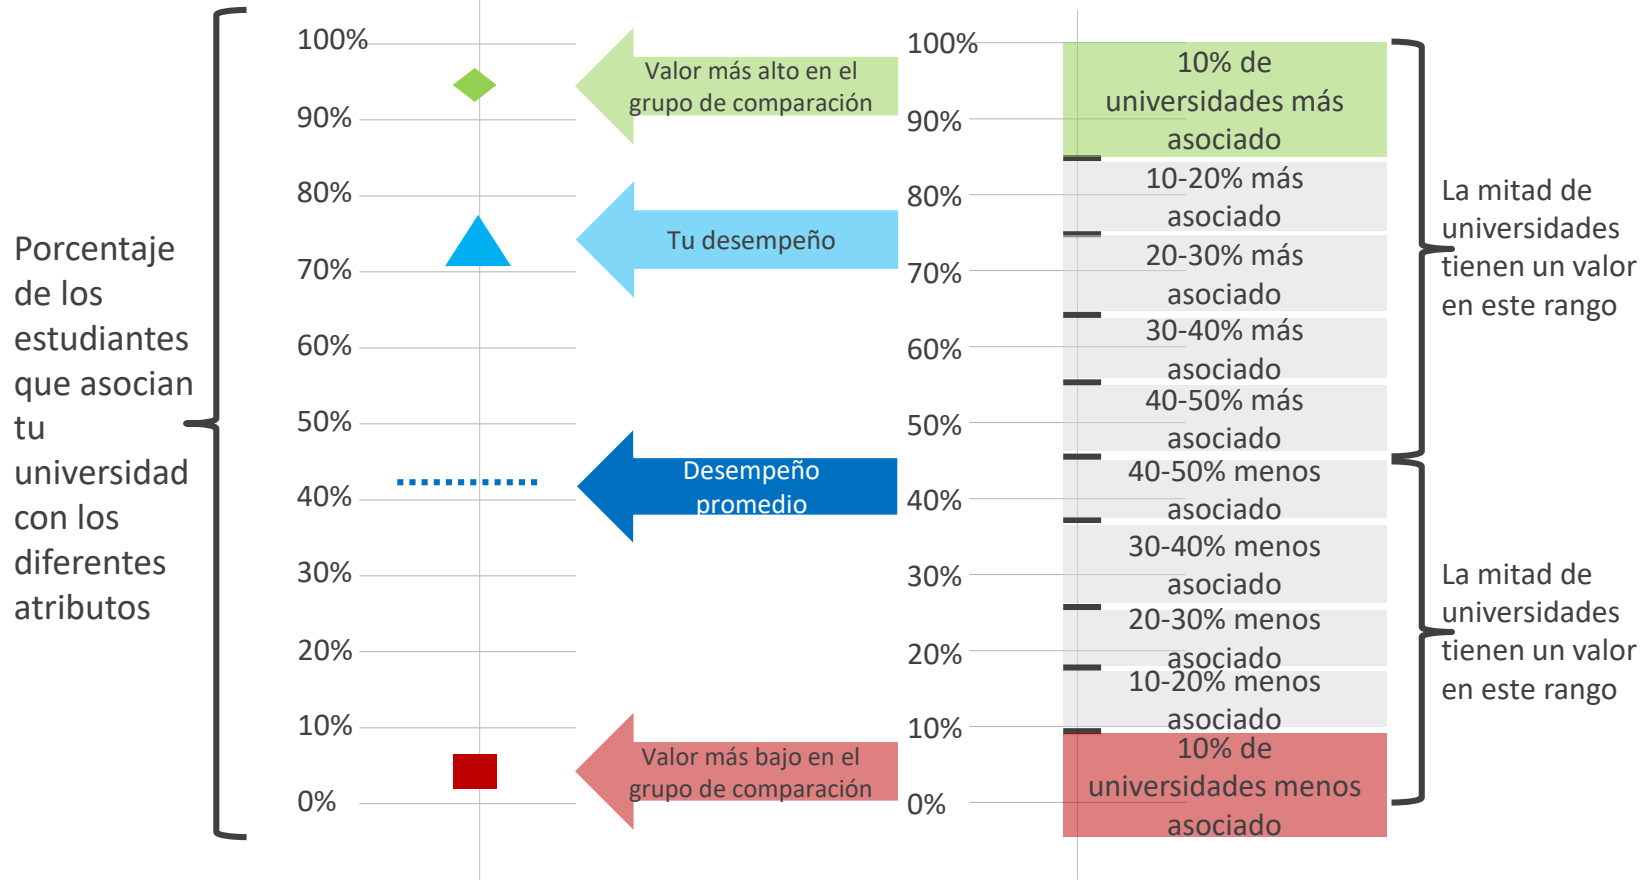 Porcentaje
de los
estudiantes
que asocian
tu
universidad
con los
diferentes
atributos
100%
90%
80%
70%
60%
50%
40%
30%
20%
10%
0%
Valor más alto en el
grupo de comparación
Tu desempeño
Desempeño
promedio
Valor más bajo en el
grupo de comparación
100%
90%
80%
70%
60%
50%
40%
30%
20%
10%
0%
10% de
universidades más
asociado
10-20% más
asociado
20-30% más
asociado
30-40% más
asociado
40-50% más
asociado
40-50% menos
asociado
30-40% menos
asociado
20-30% menos
asociado
10-20% menos
asociado
10% de
universidades menos
asociado
La mitad de
universidades
tienen un valor
en este rango
La mitad de
universidades
tienen un valor
en este rango